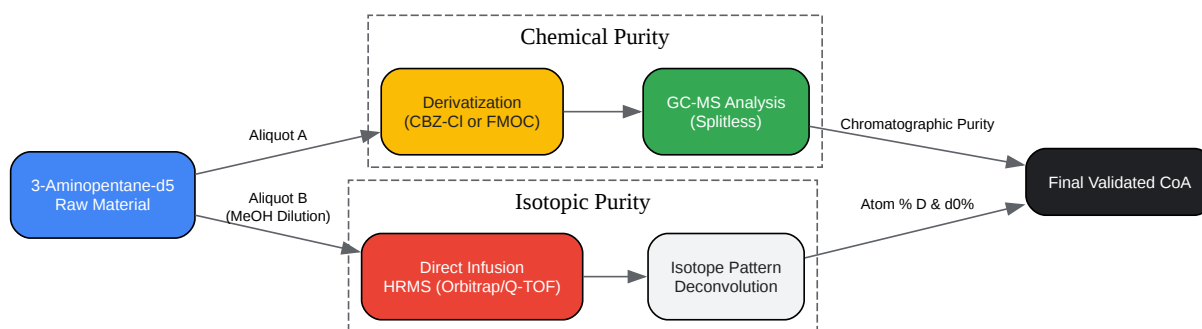 Chemical Purity
Derivatization
(CBZ-Cl or FMOC)
GC-MS Analysis
(Splitless)
Aliquot A
Chromatographic Purity
3-Aminopentane-d5
Raw Material
Final Validated CoA
Aliquot B
(MeOH Dilution)
Isotopic Purity
Atom % D & d0%
Direct Infusion
HRMS (Orbitrap/Q-TOF)
Isotope Pattern
Deconvolution